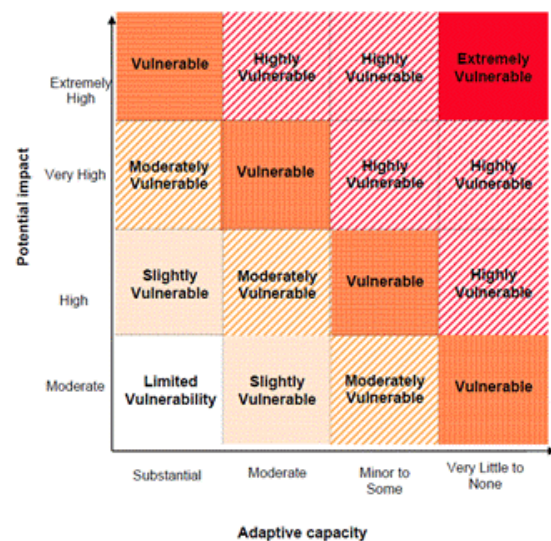 Potential impact
Extremely
High
Vulnerable
Highly
Vulnerable
Highly
Vulnerable
Extremely
Vulnerable
Very High
Moderately
Vulnerable
Vulnerable
Highly
Vulnerable
Highly
Vulnerable
High
Slightly
Vulnerable
Moderately
Vulnerable
Vulnerable
Highly
Vulnerable
Moderate
Limited
Vulnerability
Slightly
Vulnerable
Moderately
Vulnerable
Vulnerable
Substantial
Moderate
Minor to
Some
Very Little to
None
Adaptive capacity